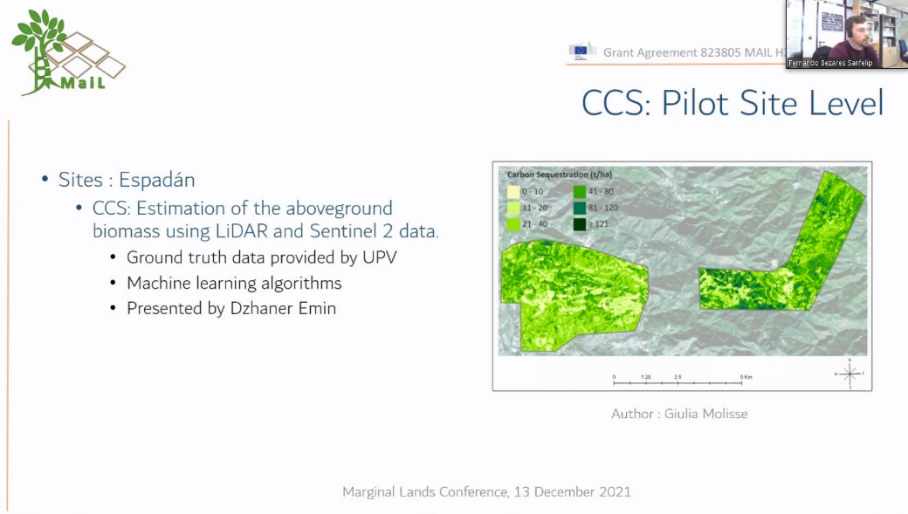 MaiL
Grant Agreement 823805 MAIL
Fernando Bezares Sanfelip
CCS: Pilot Site Level
• Sites : Espadán
• CCS: Estimation of the aboveground
biomass using LiDAR and Sentinel 2 data.
• Ground truth data provided by UPV
• Machine learning algorithms
• Presented by Dzhaner Emin
Carbon Sequestration (t/ha)
0 - 10
11 - 20
21 - 40
41 - 80
81 - 120
≥ 121
0 1.25 2.5 5 Km
Author : Giulia Molisse
Marginal Lands Conference, 13 December 2021